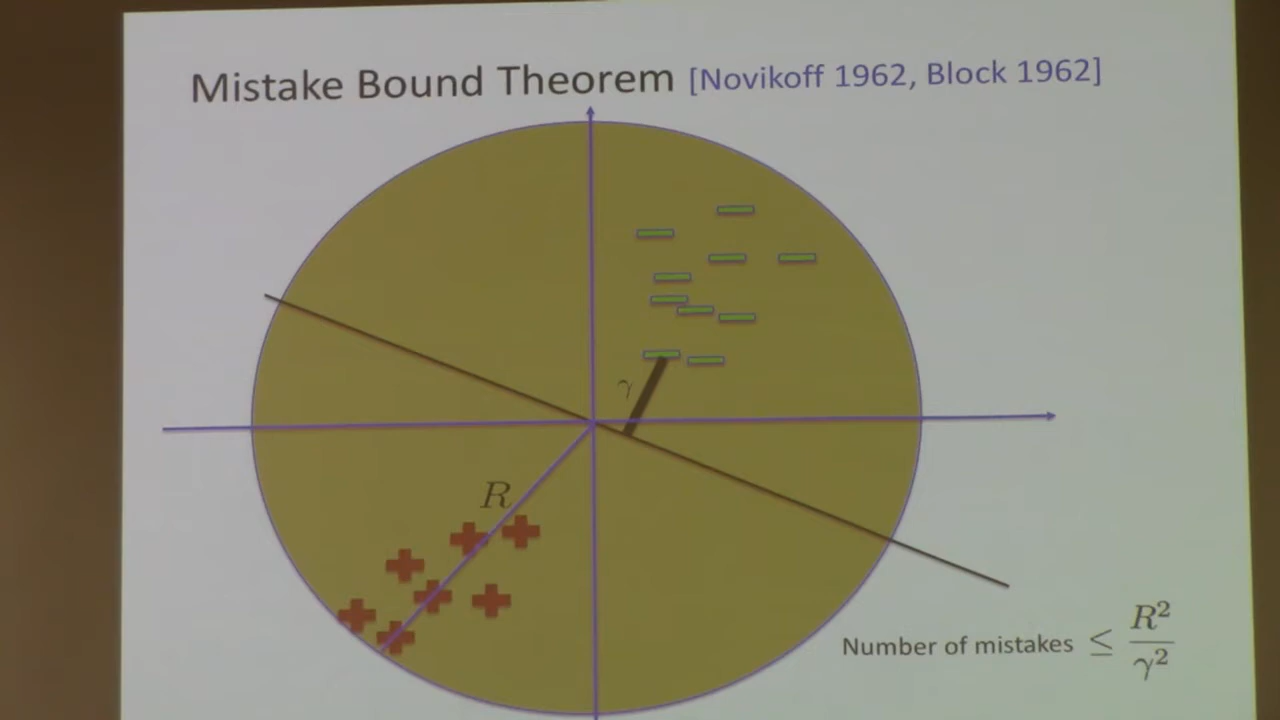 Mistake Bound Theorem [Novikoff 1962, Block 1962]
γ
R
Number of mistakes ≤ R²/γ²